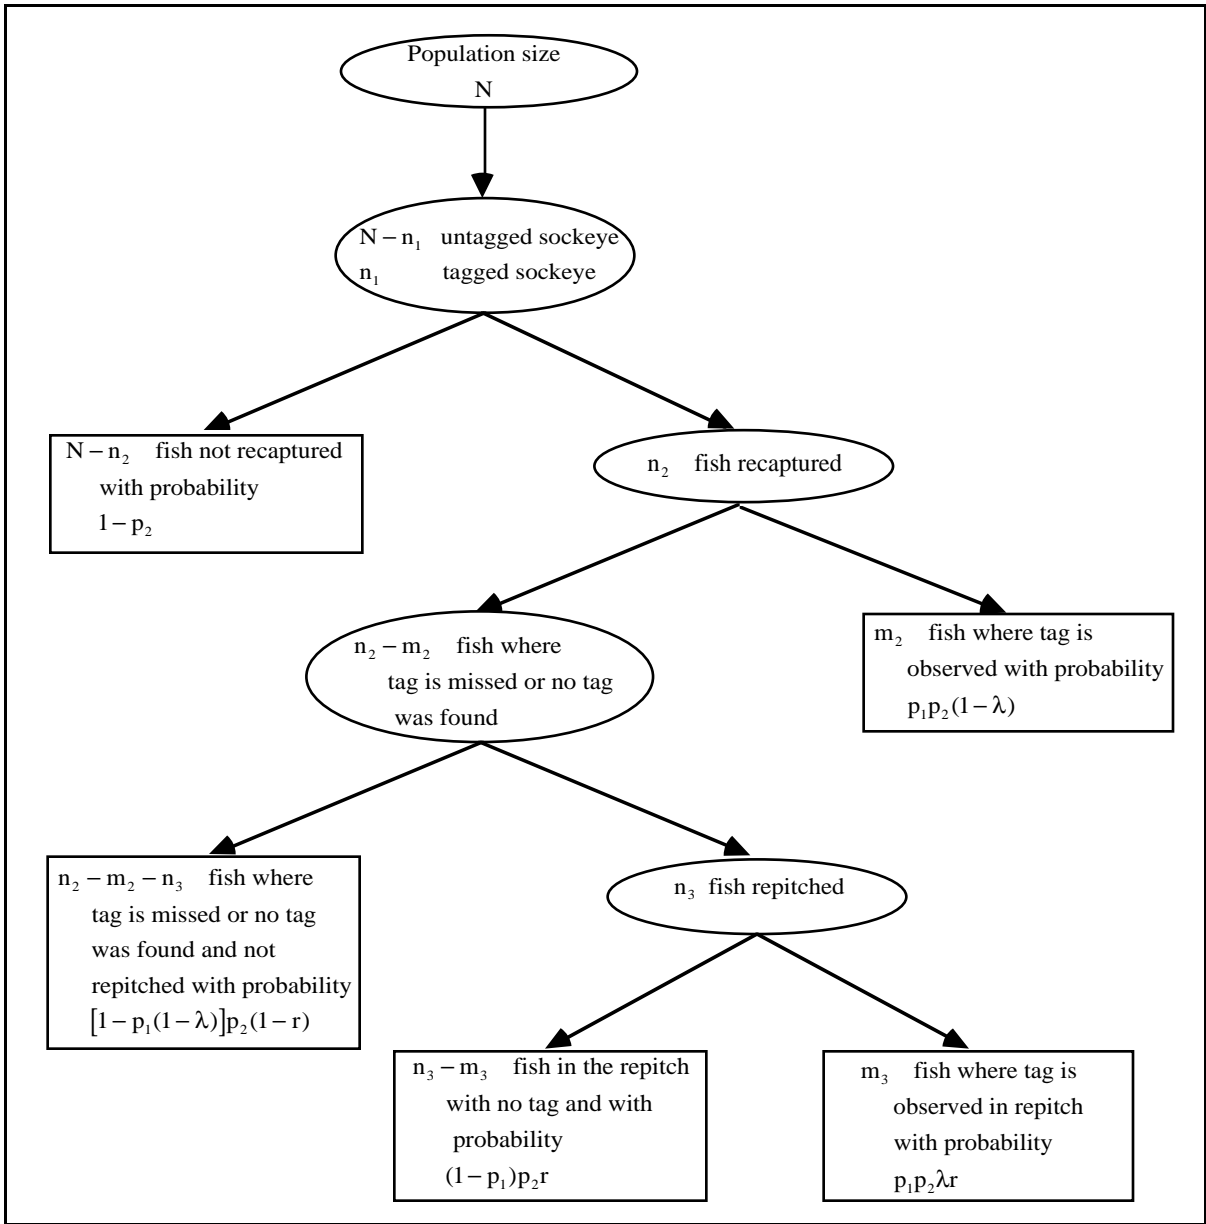 Population size
N
N − n₁ untagged sockeye
n₁ tagged sockeye
N − n₂ fish not recaptured
with probability
1 − p₂
n₂ fish recaptured
n₂ − m₂ fish where
tag is missed or no tag
was found
m₂ fish where tag is
observed with probability
p₁p₂(1 − λ)
n₂ − m₂ − n₃ fish where
tag is missed or no tag
was found and not
repitched with probability
[1 − p₁(1 − λ)]p₂(1 − r)
n₃ fish repitched
n₃ − m₃ fish in the repitch
with no tag and with
probability
(1 − p₁)p₂r
m₃ fish where tag is
observed in repitch
with probability
p₁p₂λr